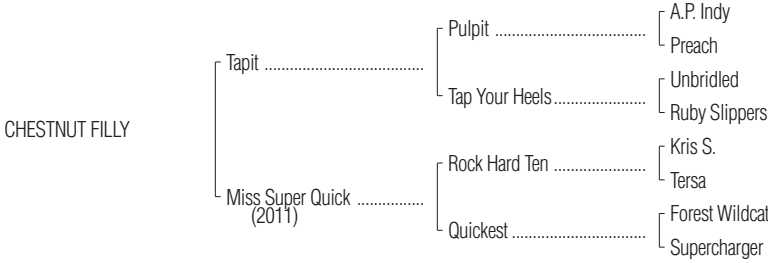 A.P. Indy
Pulpit ....................................
Preach
Tapit ......................................
Unbridled
Tap Your Heels......................
Ruby Slippers
CHESTNUT FILLY
Kris S.
Rock Hard Ten ......................
Tersa
Miss Super Quick ................
(2011)
Forest Wildcat
Quickest ................................
Supercharger